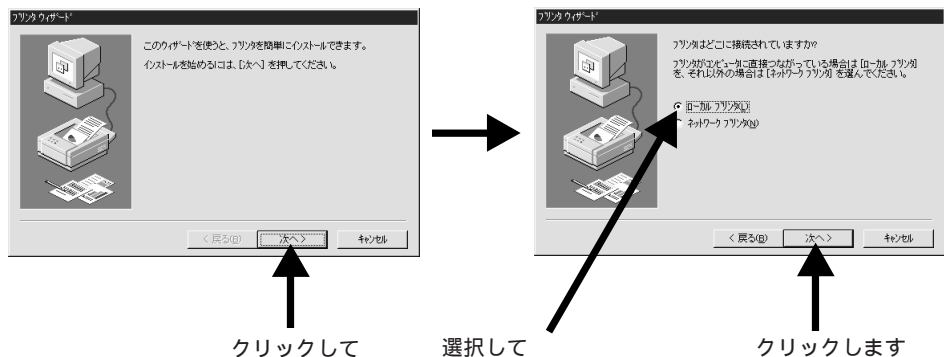 プリンタ ウィザード
このウィザードを使うと、プリンタを簡単にインストールできます。
インストールを始めるには、[次へ] を押してください。
< 戻る(B)
次へ >
キャンセル
クリックして
プリンタ ウィザード
プリンタはどこに接続されていますか?
プリンタがコンピュータに直接つながっている場合は [ローカル プリンタ]
を、それ以外の場合は [ネットワーク プリンタ] を選んでください。
ローカル プリンタ(L)
ネットワーク プリンタ(N)
< 戻る(B)
次へ >
キャンセル
選択して
クリックします